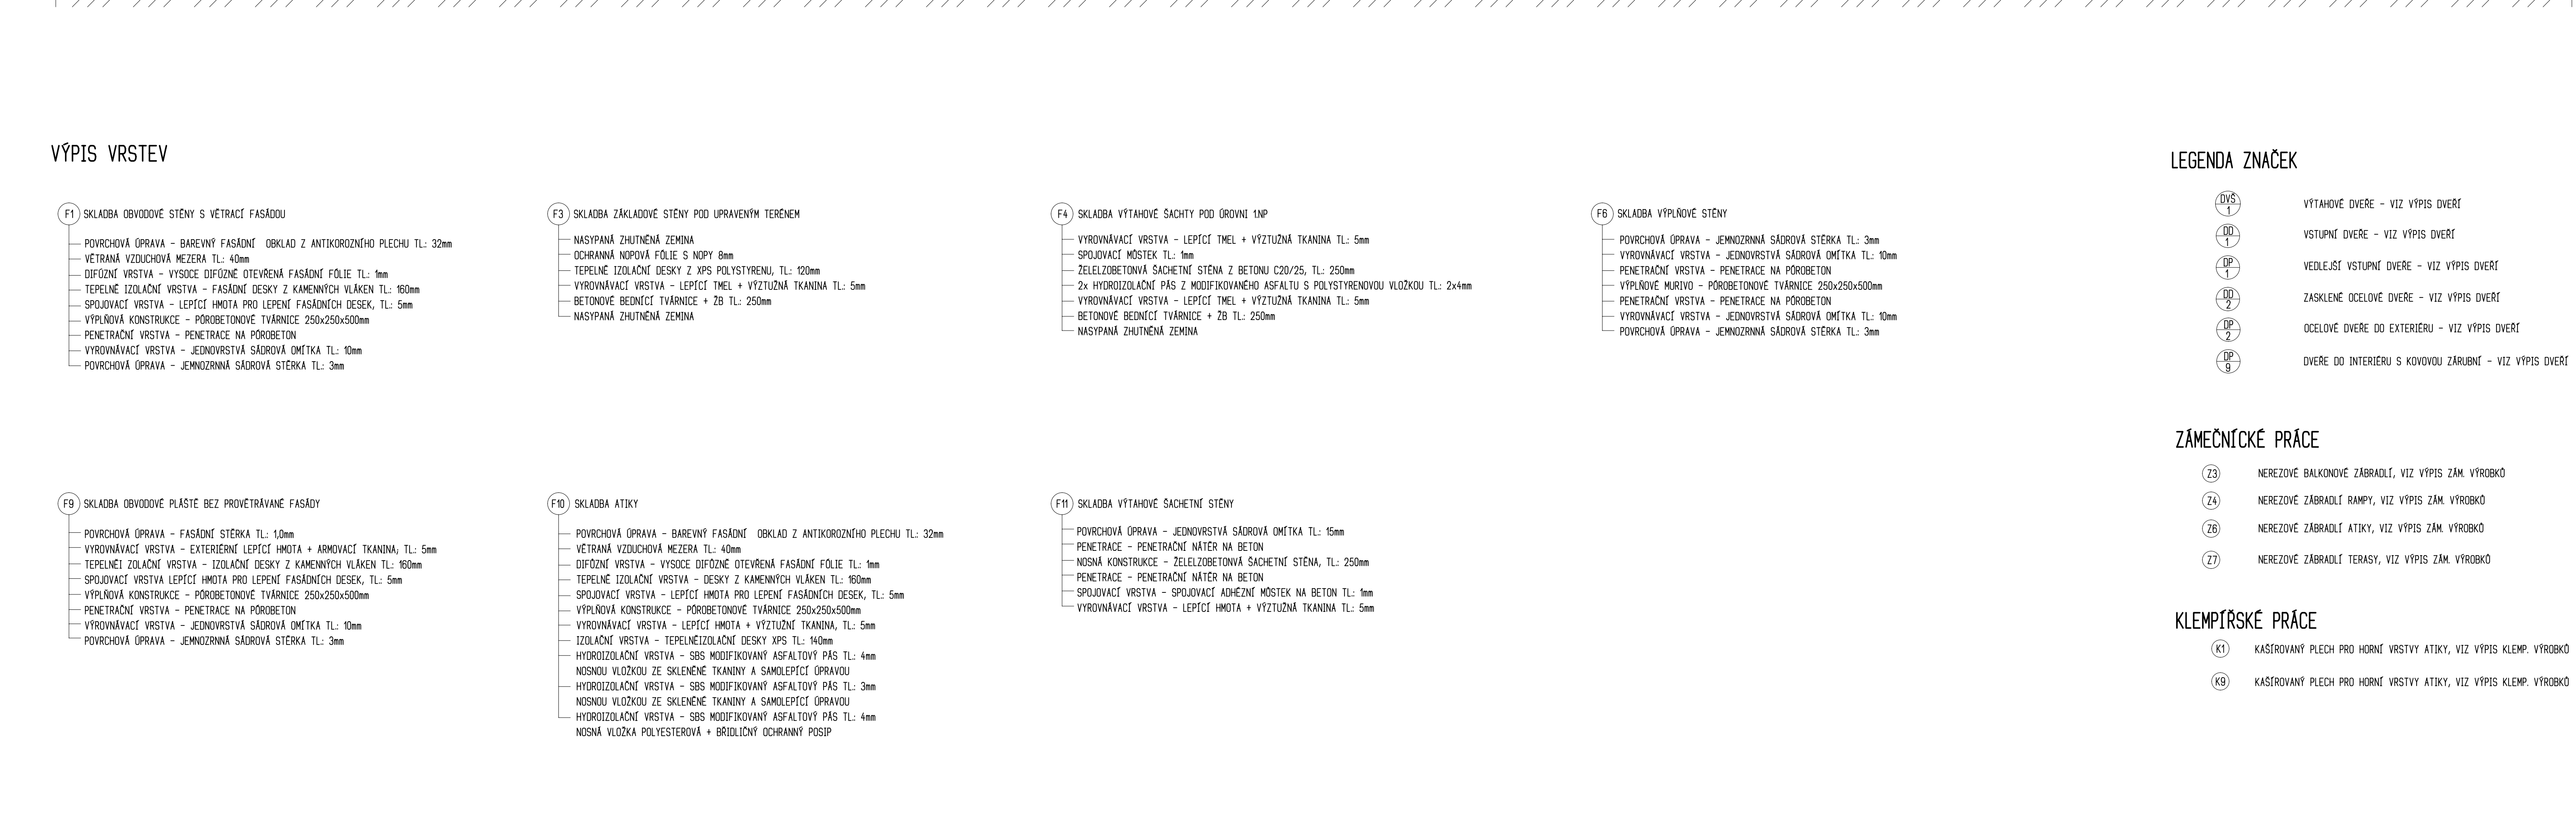 VÝPIS VRSTEV
F1 SKLADBA OBVODOVÉ STĚNY S VĚTRACÍ FASÁDOU
POVRCHOVÁ ÚPRAVA - BAREVNÝ FASÁDNÍ OBKLAD Z ANTIKOROZNÍHO PLECHU TL.: 32mm
VĚTRANÁ VZDUCHOVÁ MEZERA TL.: 40mm
DIFÚZNÍ VRSTVA - VYSOCE DIFÚZNĚ OTEVŘENÁ FASÁDNÍ FÓLIE TL.: 1mm
TEPELNĚ IZOLAČNÍ VRSTVA - FASÁDNÍ DESKY Z KAMENNÝCH VLÁKEN TL.: 160mm
SPOJOVACÍ VRSTVA - LEPÍCÍ HMOTA PRO LEPENÍ FASÁDNÍCH DESEK, TL.: 5mm
VÝPLŇOVÁ KONSTRUKCE - PÓROBETONOVÉ TVÁRNICE 250x250x500mm
PENETRAČNÍ VRSTVA - PENETRACE NA PÓROBETON
VYROVNÁVACÍ VRSTVA - JEDNOVRSTVÁ SÁDROVÁ OMÍTKA TL.: 10mm
POVRCHOVÁ ÚPRAVA - JEMNOZRNNÁ SÁDROVÁ STĚRKA TL.: 3mm
F3 SKLADBA ZÁKLADOVÉ STĚNY POD UPRAVENÝM TERÉNEM
NASYPANÁ ZHUTNĚNÁ ZEMINA
OCHRANNÁ NOPOVÁ FÓLIE S NOPY 8mm
TEPELNĚ IZOLAČNÍ DESKY Z XPS POLYSTYRENU, TL.: 120mm
VYROVNÁVACÍ VRSTVA - LEPÍCÍ TMEL + VÝZTUŽNÁ TKANINA TL.: 5mm
BETONOVÉ BEDNÍCÍ TVÁRNICE + ŽB TL.: 250mm
NASYPANÁ ZHUTNĚNÁ ZEMINA
F4 SKLADBA VÝTAHOVÉ ŠACHTY POD ÚROVNI 1.NP
VYROVNÁVACÍ VRSTVA - LEPÍCÍ TMEL + VÝZTUŽNÁ TKANINA TL.: 5mm
SPOJOVACÍ MŮSTEK TL.: 1mm
ŽELELZOBETONVÁ ŠACHETNÍ STĚNA Z BETONU C20/25, TL.: 250mm
2x HYDROIZOLAČNÍ PÁS Z MODIFIKOVANÉHO ASFALTU S POLYSTYRENOVOU VLOŽKOU TL.: 2x4mm
VYROVNÁVACÍ VRSTVA - LEPÍCÍ TMEL + VÝZTUŽNÁ TKANINA TL.: 5mm
BETONOVÉ BEDNÍCÍ TVÁRNICE + ŽB TL.: 250mm
NASYPANÁ ZHUTNĚNÁ ZEMINA
F6 SKLADBA VÝPLŇOVÉ STĚNY
POVRCHOVÁ ÚPRAVA - JEMNOZRNNÁ SÁDROVÁ STĚRKA TL.: 3mm
VYROVNÁVACÍ VRSTVA - JEDNOVRSTVÁ SÁDROVÁ OMÍTKA TL.: 10mm
PENETRAČNÍ VRSTVA - PENETRACE NA PÓROBETON
VÝPLŇOVÉ MURIVO - PÓROBETONOVÉ TVÁRNICE 250x250x500mm
PENETRAČNÍ VRSTVA - PENETRACE NA PÓROBETON
VYROVNÁVACÍ VRSTVA - JEDNOVRSTVÁ SÁDROVÁ OMÍTKA TL.: 10mm
POVRCHOVÁ ÚPRAVA - JEMNOZRNNÁ SÁDROVÁ STĚRKA TL.: 3mm
F9 SKLADBA OBVODOVÉ PLÁŠTĚ BEZ PROVĚTRÁVANÉ FASÁDY
POVRCHOVÁ ÚPRAVA - FASÁDNÍ STĚRKA TL.: 1,0mm
VYROVNÁVACÍ VRSTVA - EXTERIÉRNÍ LEPÍCÍ HMOTA + ARMOVACÍ TKANINA; TL.: 5mm
TEPELNĚI ZOLAČNÍ VRSTVA - IZOLAČNÍ DESKY Z KAMENNÝCH VLÁKEN TL.: 160mm
SPOJOVACÍ VRSTVA LEPÍCÍ HMOTA PRO LEPENÍ FASÁDNÍCH DESEK, TL.: 5mm
VÝPLŇOVÁ KONSTRUKCE - PÓROBETONOVÉ TVÁRNICE 250x250x500mm
PENETRAČNÍ VRSTVA - PENETRACE NA PÓROBETON
VÝROVNÁVACÍ VRSTVA - JEDNOVRSTVÁ SÁDROVÁ OMÍTKA TL.: 10mm
POVRCHOVÁ ÚPRAVA - JEMNOZRNNÁ SÁDROVÁ STĚRKA TL.: 3mm
F10 SKLADBA ATIKY
POVRCHOVÁ ÚPRAVA - BAREVNÝ FASÁDNÍ OBKLAD Z ANTIKOROZNÍHO PLECHU TL.: 32mm
VĚTRANÁ VZDUCHOVÁ MEZERA TL.: 40mm
DIFŮZNÍ VRSTVA - VYSOCE DIFŮZNĚ OTEVŘENÁ FASÁDNÍ FÓLIE TL.: 1mm
TEPELNĚ IZOLAČNÍ VRSTVA - DESKY Z KAMENNÝCH VLÁKEN TL.: 160mm
SPOJOVACÍ VRSTVA - LEPÍCÍ HMOTA PRO LEPENÍ FASÁDNÍCH DESEK, TL.: 5mm
VÝPLŇOVÁ KONSTRUKCE - PÓROBETONOVÉ TVÁRNICE 250x250x500mm
VYROVNÁVACÍ VRSTVA - LEPÍCÍ HMOTA + VÝZTUŽNÍ TKANINA, TL.: 5mm
IZOLAČNÍ VRSTVA - TEPELNĚIZOLAČNÍ DESKY XPS TL.: 140mm
HYDROIZOLAČNÍ VRSTVA - SBS MODIFIKOVANÝ ASFALTOVÝ PÁS TL.: 4mm
NOSNOU VLOŽKOU ZE SKLENĚNÉ TKANINY A SAMOLEPÍCÍ ÚPRAVOU
HYDROIZOLAČNÍ VRSTVA - SBS MODIFIKOVANÝ ASFALTOVÝ PÁS TL.: 3mm
NOSNOU VLOŽKOU ZE SKLENĚNÉ TKANINY A SAMOLEPÍCÍ ÚPRAVOU
HYDROIZOLAČNÍ VRSTVA - SBS MODIFIKOVANÝ ASFALTOVÝ PÁS TL.: 4mm
NOSNÁ VLOŽKA POLYESTEROVÁ + BŘIDLIČNÝ OCHRANNÝ POSIP
F11 SKLADBA VÝTAHOVÉ ŠACHETNÍ STĚNY
POVRCHOVÁ ÚPRAVA - JEDNOVRSTVÁ SÁDROVÁ OMÍTKA TL.: 15mm
PENETRACE - PENETRAČNÍ NÁTĚR NA BETON
NOSNÁ KONSTRUKCE - ŽELELZOBETONVÁ ŠACHETNÍ STĚNA, TL.: 250mm
PENETRACE - PENETRAČNÍ NÁTĚR NA BETON
SPOJOVACÍ VRSTVA - SPOJOVACÍ ADHÉZNÍ MŮSTEK NA BETON TL.: 1mm
VYROVNÁVACÍ VRSTVA - LEPÍCÍ HMOTA + VÝZTUŽNÁ TKANINA TL.: 5mm
LEGENDA ZNAČEK
DVŠ 1 VÝTAHOVÉ DVEŘE - VIZ VÝPIS DVEŘÍ
DD 1 VSTUPNÍ DVEŘE - VIZ VÝPIS DVEŘÍ
DP 1 VEDLEJŠÍ VSTUPNÍ DVEŘE - VIZ VÝPIS DVEŘÍ
DD 2 ZASKLENÉ OCELOVÉ DVEŘE - VIZ VÝPIS DVEŘÍ
DP 2 OCELOVÉ DVEŘE DO EXTERIÉRU - VIZ VÝPIS DVEŘÍ
DP 9 DVEŘE DO INTERIÉRU S KOVOVOU ZÁRUBNÍ - VIZ VÝPIS DVEŘÍ
ZÁMEČNÍCKÉ PRÁCE
Z3 NEREZOVÉ BALKONOVÉ ZÁBRADLÍ, VIZ VÝPIS ZÁM. VÝROBKŮ
Z4 NEREZOVÉ ZÁBRADLÍ RAMPY, VIZ VÝPIS ZÁM. VÝROBKŮ
Z6 NEREZOVÉ ZÁBRADLÍ ATIKY, VIZ VÝPIS ZÁM. VÝROBKŮ
Z7 NEREZOVÉ ZÁBRADLÍ TERASY, VIZ VÝPIS ZÁM. VÝROBKŮ
KLEMPÍŘSKÉ PRÁCE
K1 KAŠÍROVANÝ PLECH PRO HORNÍ VRSTVY ATIKY, VIZ VÝPIS KLEMP. VÝROBKŮ
K9 KAŠÍROVANÝ PLECH PRO HORNÍ VRSTVY ATIKY, VIZ VÝPIS KLEMP. VÝROBKŮ